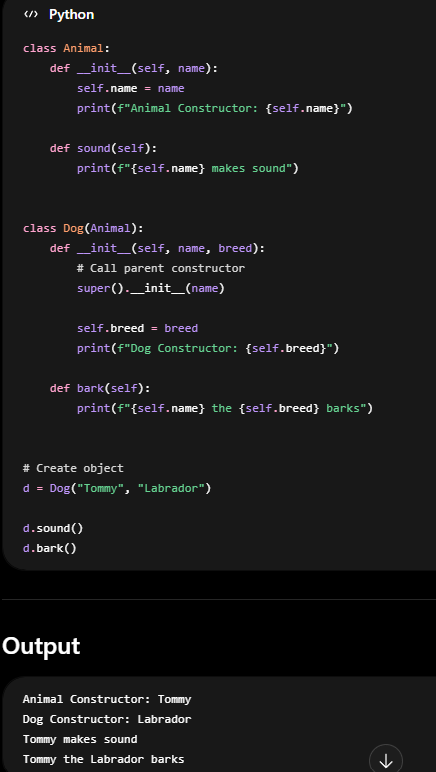 Python
class Animal:
    def __init__(self, name):
        self.name = name
        print(f"Animal Constructor: {self.name}")
    def sound(self):
        print(f"{self.name} makes sound")
class Dog(Animal):
    def __init__(self, name, breed):
        # Call parent constructor
        super().__init__(name)
        self.breed = breed
        print(f"Dog Constructor: {self.breed}")
    def bark(self):
        print(f"{self.name} the {self.breed} barks")
# Create object
d = Dog("Tommy", "Labrador")
d.sound()
d.bark()
Output
Animal Constructor: Tommy
Dog Constructor: Labrador
Tommy makes sound
Tommy the Labrador barks